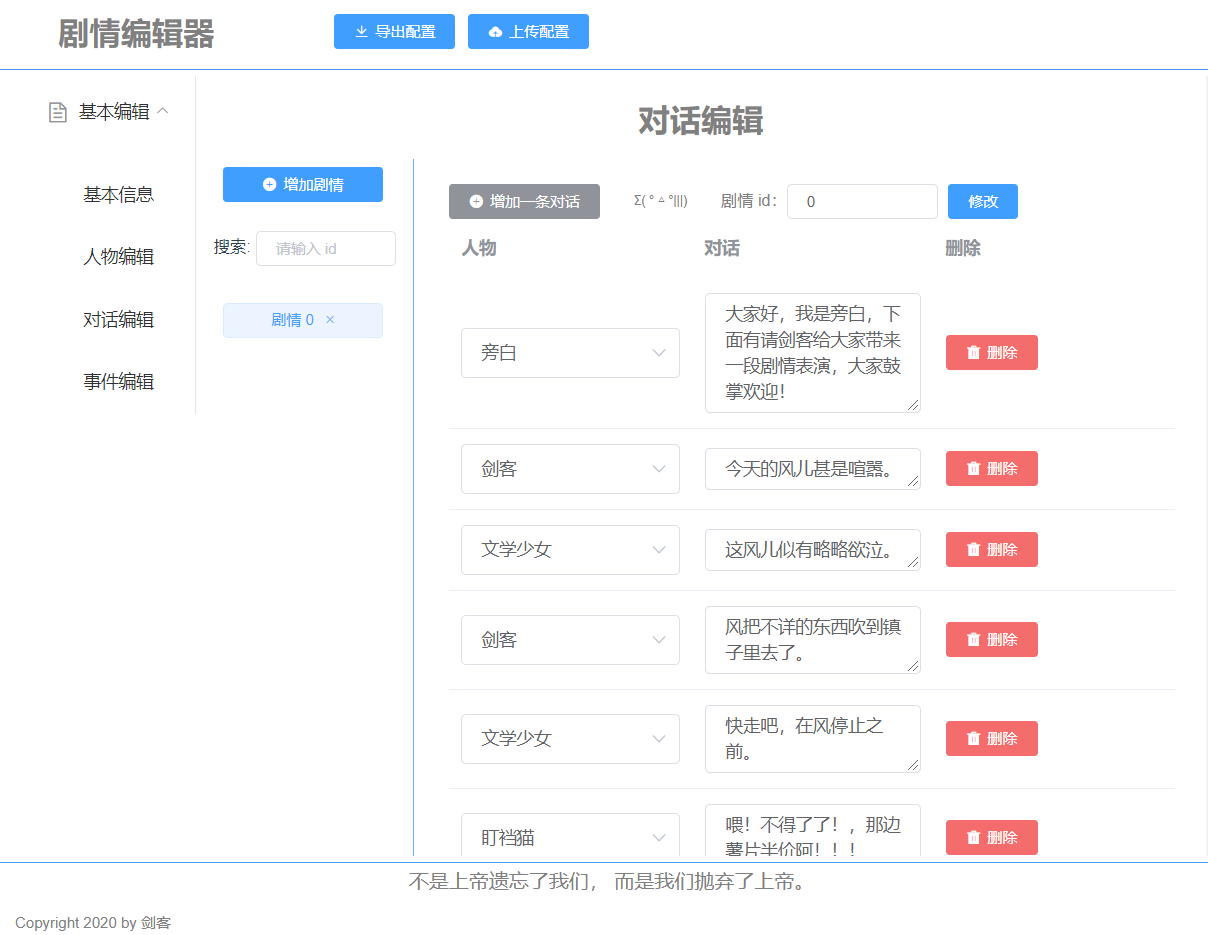 剧情编辑器
导出配置
上传配置
基本编辑
基本信息
人物编辑
对话编辑
事件编辑
对话编辑
增加剧情
搜索:
请输入 id
剧情 0 ×
增加一条对话
Σ( ° △ °|||)
剧情 id：
0
修改
人物
对话
删除
旁白
大家好，我是旁白，下
面有请剑客给大家带来
一段剧情表演，大家鼓
掌欢迎！
删除
剑客
今天的风儿甚是喧嚣。
删除
文学少女
这风儿似有略略欲泣。
删除
剑客
风把不详的东西吹到镇
子里去了。
删除
文学少女
快走吧，在风停止之
前。
删除
盯裆猫
喂！不得了了！，那边
薯片半价阿！！！
删除
不是上帝遗忘了我们， 而是我们抛弃了上帝。
Copyright 2020 by 剑客